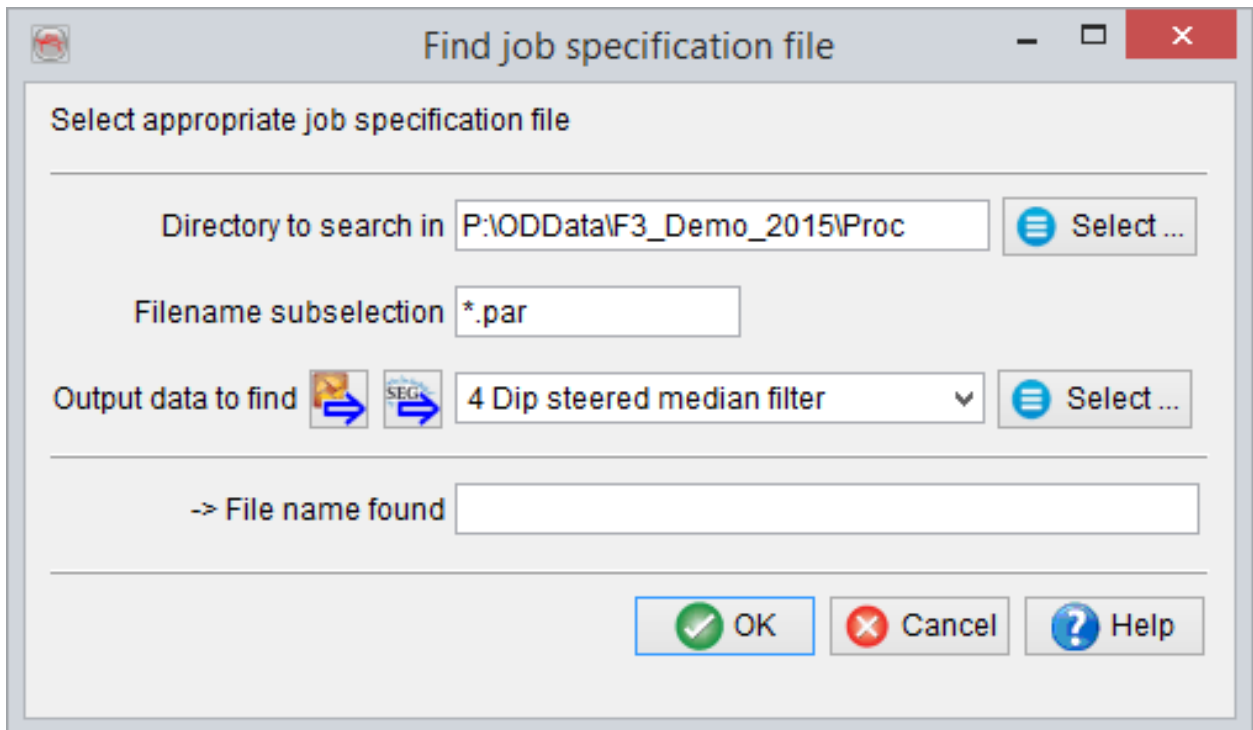 Find job specification file
Select appropriate job specification file
Directory to search in P:\ODData\F3_Demo_2015\Proc Select ...
Filename subselection *.par
Output data to find SEG 4 Dip steered median filter Select ...
-> File name found
OK Cancel Help